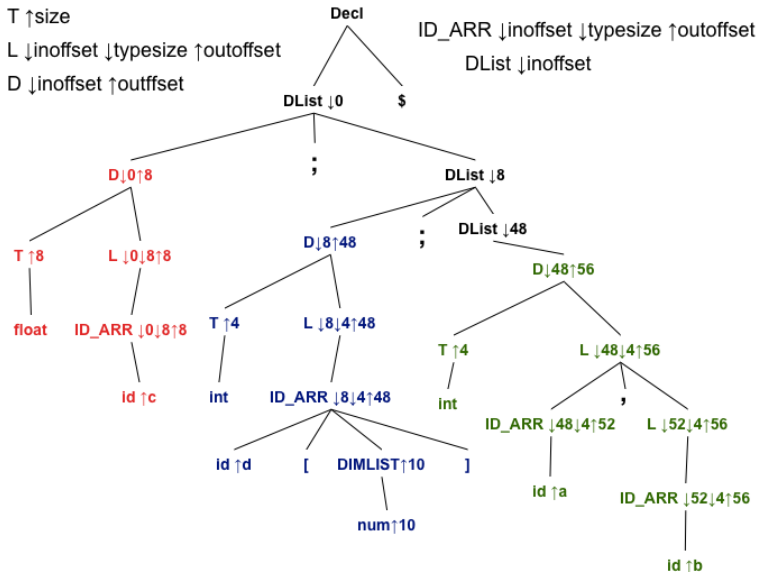 T ↑size
L ↓inoffset ↓typesize ↑outoffset
D ↓inoffset ↑outffset
ID_ARR ↓inoffset ↓typesize ↑outoffset
DList ↓inoffset
Decl
DList ↓0 $
D↓0↑8 ; DList ↓8
T ↑8 L ↓0↓8↑8 D↓8↑48 ; DList ↓48
D↓48↑56
float ID_ARR ↓0↓8↑8 T ↑4 L ↓8↓4↑48
T ↑4 L ↓48↓4↑56
id ↑c int ID_ARR ↓8↓4↑48 int ,
ID_ARR ↓48↓4↑52 L ↓52↓4↑56
id ↑d [ DIMLIST↑10 ]
id ↑a ID_ARR ↓52↓4↑56
num↑10
id ↑b